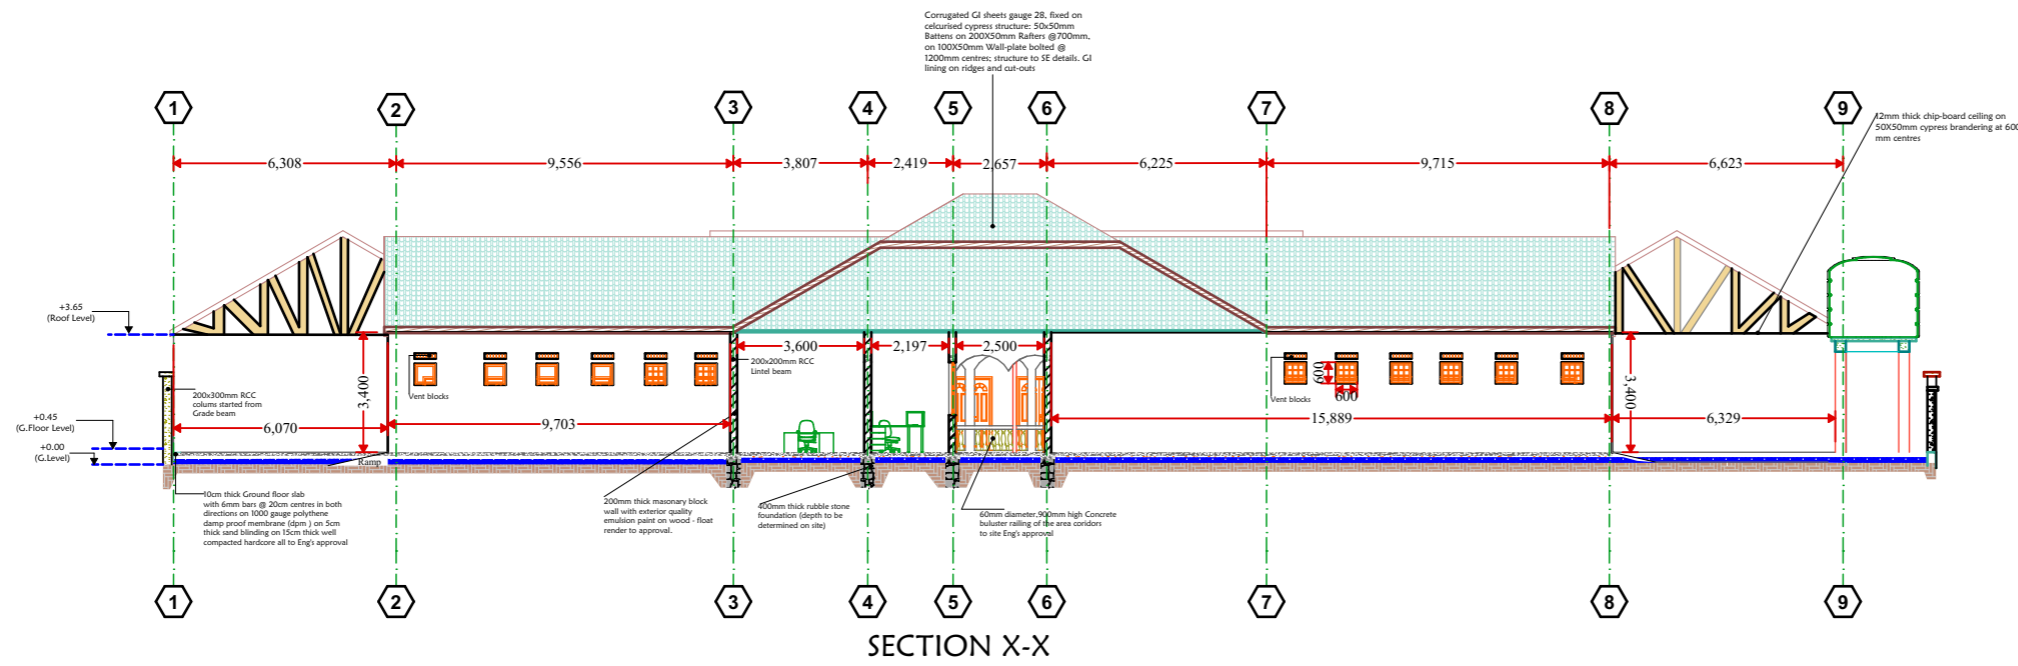 Corrugated GI sheets gauge 28, fixed on
celcurised cypress structure: 50x50mm
Battens on 200X50mm Rafters @700mm,
on 100X50mm Wall-plate bolted @
1200mm centres; structure to SE details. GI
lining on ridges and cut-outs
1
2
3
4
5
6
7
8
9
12mm thick chip-board ceiling on
50X50mm cypress brandering at 600
mm centres
6,308
9,556
3,807
2,419
2,657
6,225
9,715
6,623
+3.65
(Roof Level)
3,600
2,197
2,500
200x200mm RCC
Lintel beam
3,400
600
600
3,400
200x300mm RCC
colums started from
Grade beam
Vent blocks
Vent blocks
+0.45
(G.Floor Level)
6,070
9,703
15,889
6,329
+0.00
(G.Level)
Ramp
10cm thick Ground floor slab
with 6mm bars @ 20cm centres in both
directions on 1000 gauge polythene
damp proof membrane (dpm ) on 5cm
thick sand blinding on 15cm thick well
compacted hardcore all to Eng's approval
200mm thick masonary block
wall with exterior quality
emulsion paint on wood - float
render to approval.
400mm thick rubble stone
foundation (depth to be
determined on site)
60mm diameter,900mm high Concrete
buluster railing of the area coridors
to site Eng's approval
1
2
3
4
5
6
7
8
9
SECTION X-X